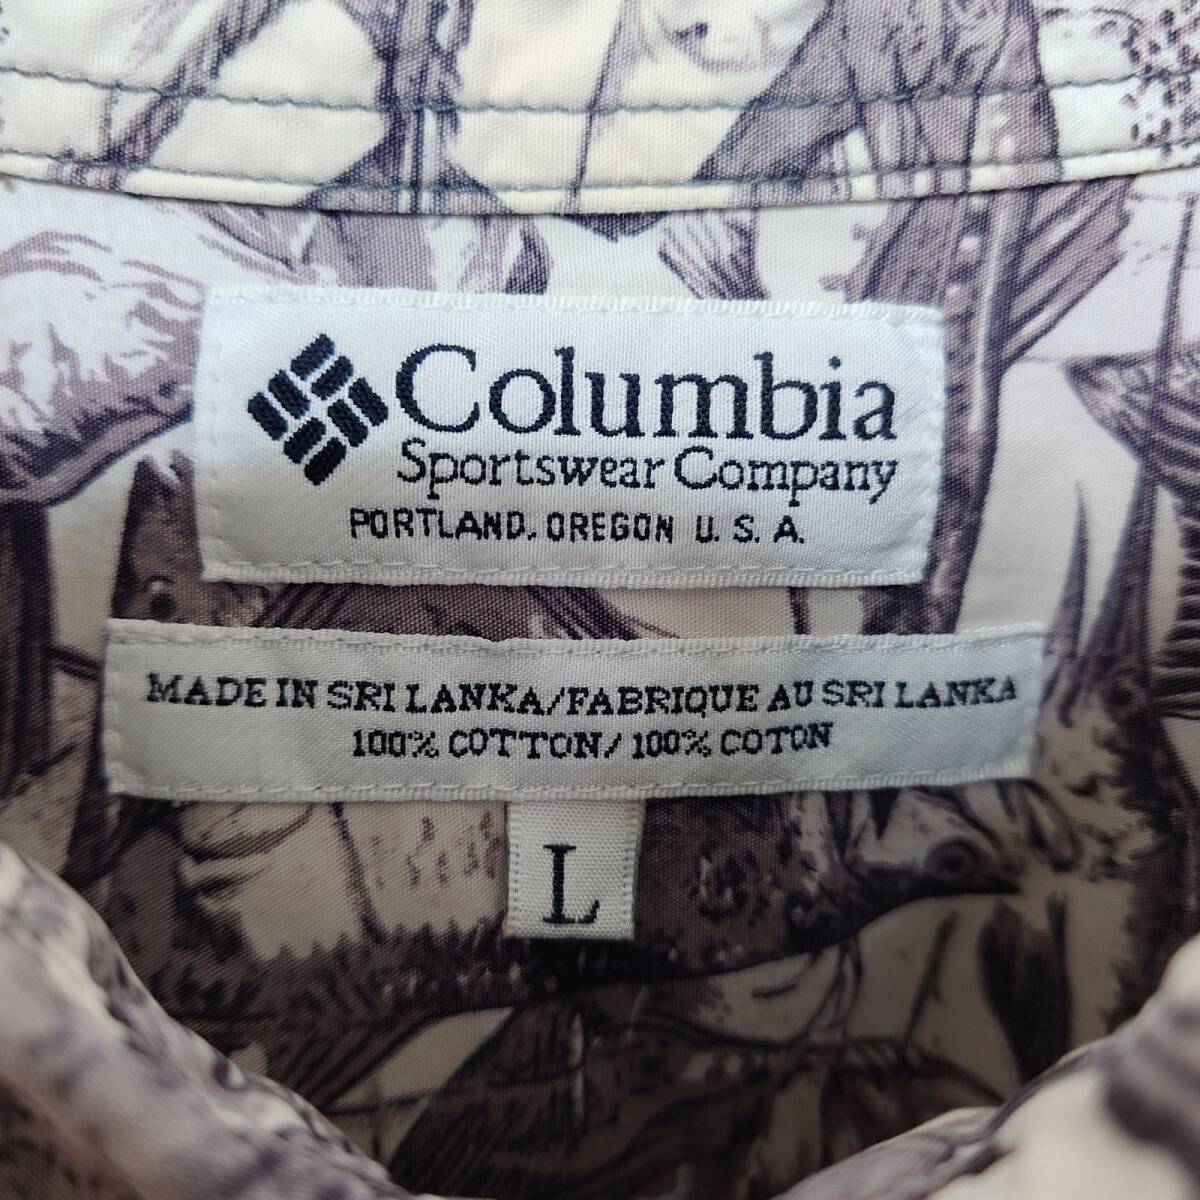 Columbia
Sportswear Company
PORTLAND, OREGON U.S.A.
MADE IN SRI LANKA/FABRIQUE AU SRI LANKA
100% COTTON/100% COTON
L